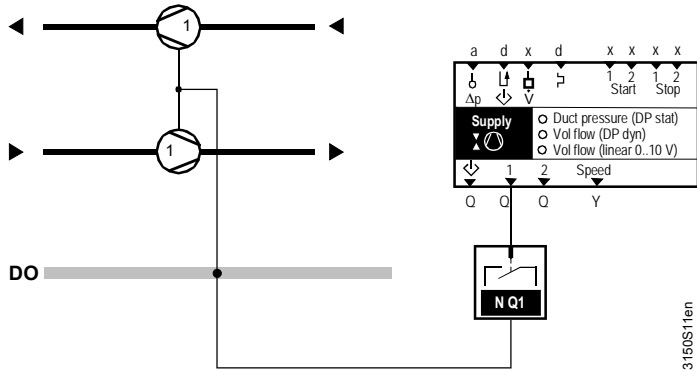 1
a d x d x x x x
1 2 1 2
Start Stop
Δp V
Supply
Duct pressure (DP stat)
Vol flow (DP dyn)
Vol flow (linear 0..10 V)
1
1 2 Speed
Q Q Q Y
DO
N Q1
3150S11en